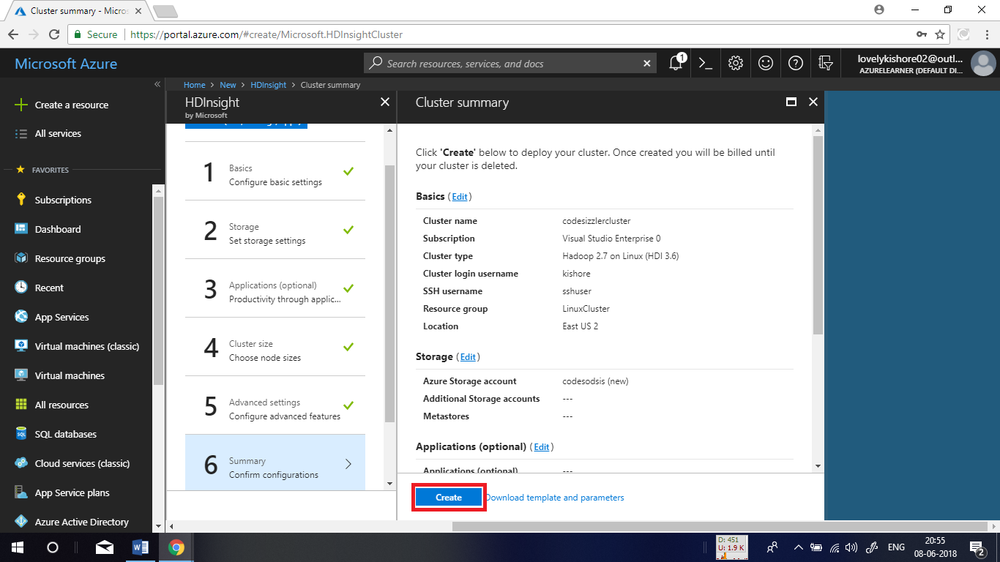 Cluster summary - Micros
Secure
https://portal.azure.com/#create/Microsoft.HDInsightCluster
Microsoft Azure
Search resources, services, and docs
1
lovelykishore02@outl...
AZURELEARNER (DEFAULT DI...
Home > New > HDInsight > Cluster summary
Create a resource
All services
FAVORITES
Subscriptions
Dashboard
Resource groups
Recent
App Services
Virtual machines (classic)
Virtual machines
All resources
SQL databases
Cloud services (classic)
App Service plans
Azure Active Directory
HDInsight
by Microsoft
1
Basics
Configure basic settings
2
Storage
Set storage settings
3
Applications (optional)
Productivity through applic...
4
Cluster size
Choose node sizes
5
Advanced settings
Configure advanced features
6
Summary
Confirm configurations
Cluster summary
Click 'Create' below to deploy your cluster. Once created you will be billed until
your cluster is deleted.
Basics (Edit)
Cluster name codesizzlercluster
Subscription Visual Studio Enterprise 0
Cluster type Hadoop 2.7 on Linux (HDI 3.6)
Cluster login username kishore
SSH username sshuser
Resource group LinuxCluster
Location East US 2
Storage (Edit)
Azure Storage account codesodsis (new)
Additional Storage accounts ---
Metastores ---
Applications (optional) (Edit)
Applications (optional) ---
Create
Download template and parameters
D: 451
U: 1.9 K
ENG
20:55
08-06-2018
2